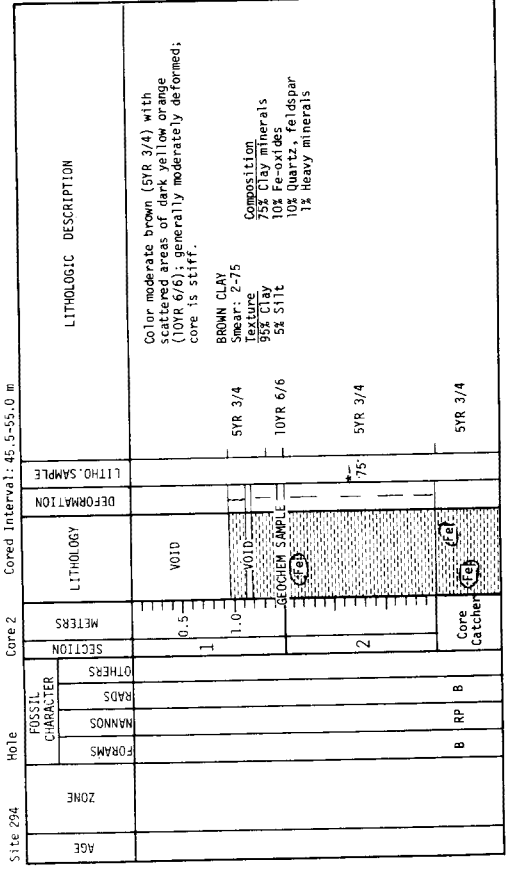 Site 294 Hole Core 2 Cored Interval: 45.5-55.0 m
AGE
ZONE
FOSSIL CHARACTER
FORAMS
NANNOS
RADS
OTHERS
SECTION
METERS
LITHOLOGY
DEFORMATION
LITHO.SAMPLE
LITHOLOGIC DESCRIPTION
1
0.5
1.0
VOID
VOID
GEOCHEM SAMPLE
5YR 3/4
10YR 6/6
2
Fe
*
75
5YR 3/4
B
RP
B
Core
Catcher
Fe
Fe
5YR 3/4
Color moderate brown (5YR 3/4) with
scattered areas of dark yellow orange
(10YR 6/6); generally moderately deformed;
core is stiff.
BROWN CLAY
Smear: 2-75
Texture
95% Clay
5% Silt
Composition
75% Clay minerals
10% Fe-oxides
10% Quartz, feldspar
1% Heavy minerals